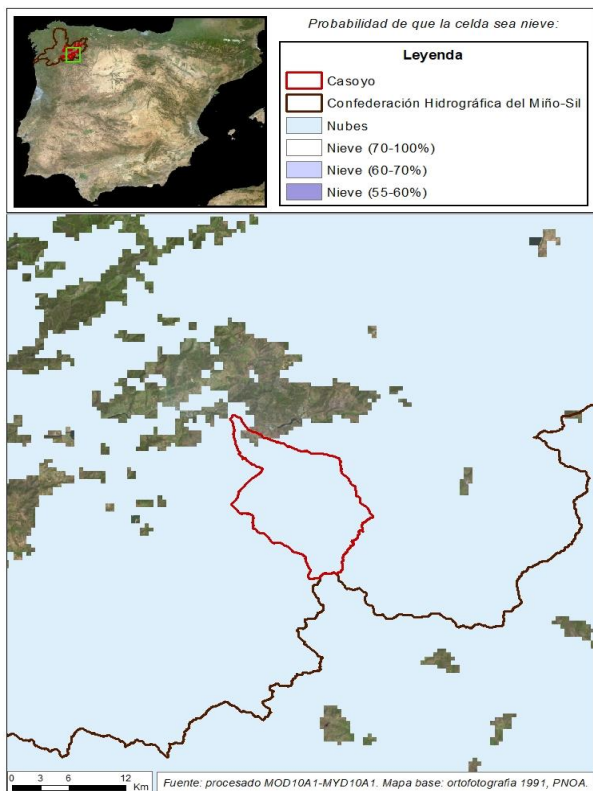 Probabilidad de que la celda sea nieve:
Leyenda
Casoyo
Confederación Hidrográfica del Miño-Sil
Nubes
Nieve (70-100%)
Nieve (60-70%)
Nieve (55-60%)
0 3 6 12
Km
Fuente: procesado MOD10A1-MYD10A1. Mapa base: ortofotografia 1991, PNOA.